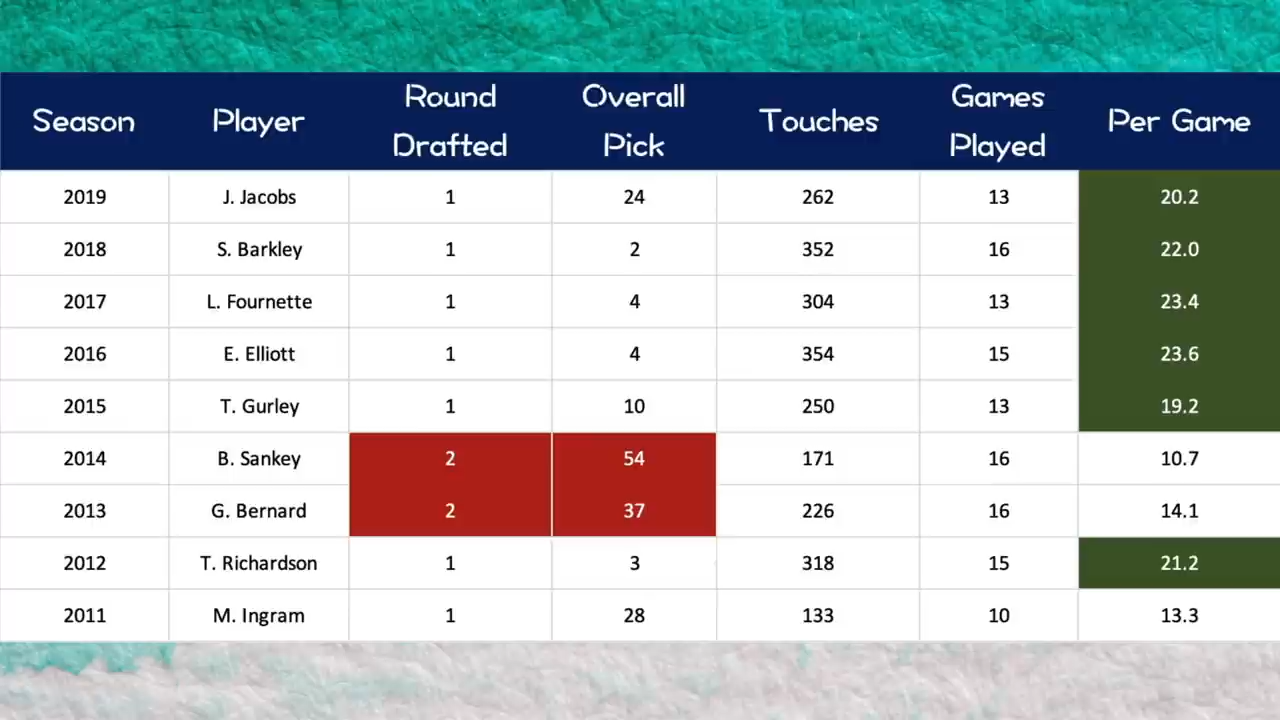 Season Player Round Drafted Overall Pick Touches Games Played Per Game
2019 J. Jacobs 1 24 262 13 20.2
2018 S. Barkley 1 2 352 16 22.0
2017 L. Fournette 1 4 304 13 23.4
2016 E. Elliott 1 4 354 15 23.6
2015 T. Gurley 1 10 250 13 19.2
2014 B. Sankey 2 54 171 16 10.7
2013 G. Bernard 2 37 226 16 14.1
2012 T. Richardson 1 3 318 15 21.2
2011 M. Ingram 1 28 133 10 13.3